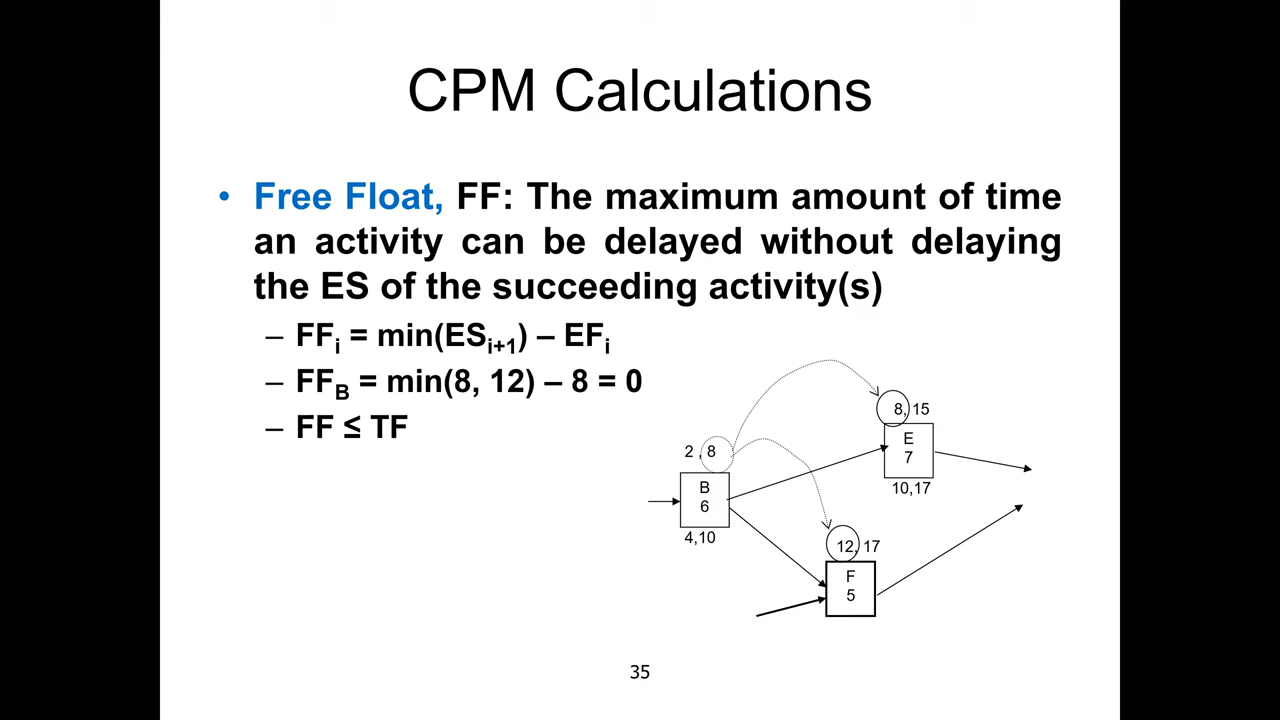 CPM Calculations
• Free Float, FF: The maximum amount of time
an activity can be delayed without delaying
the ES of the succeeding activity(s)
– FFi = min(ESi+1) – EFi
– FFB = min(8, 12) – 8 = 0
– FF ≤ TF
8, 15
E
7
10,17
2 , 8
B
6
4,10
12, 17
F
5
35